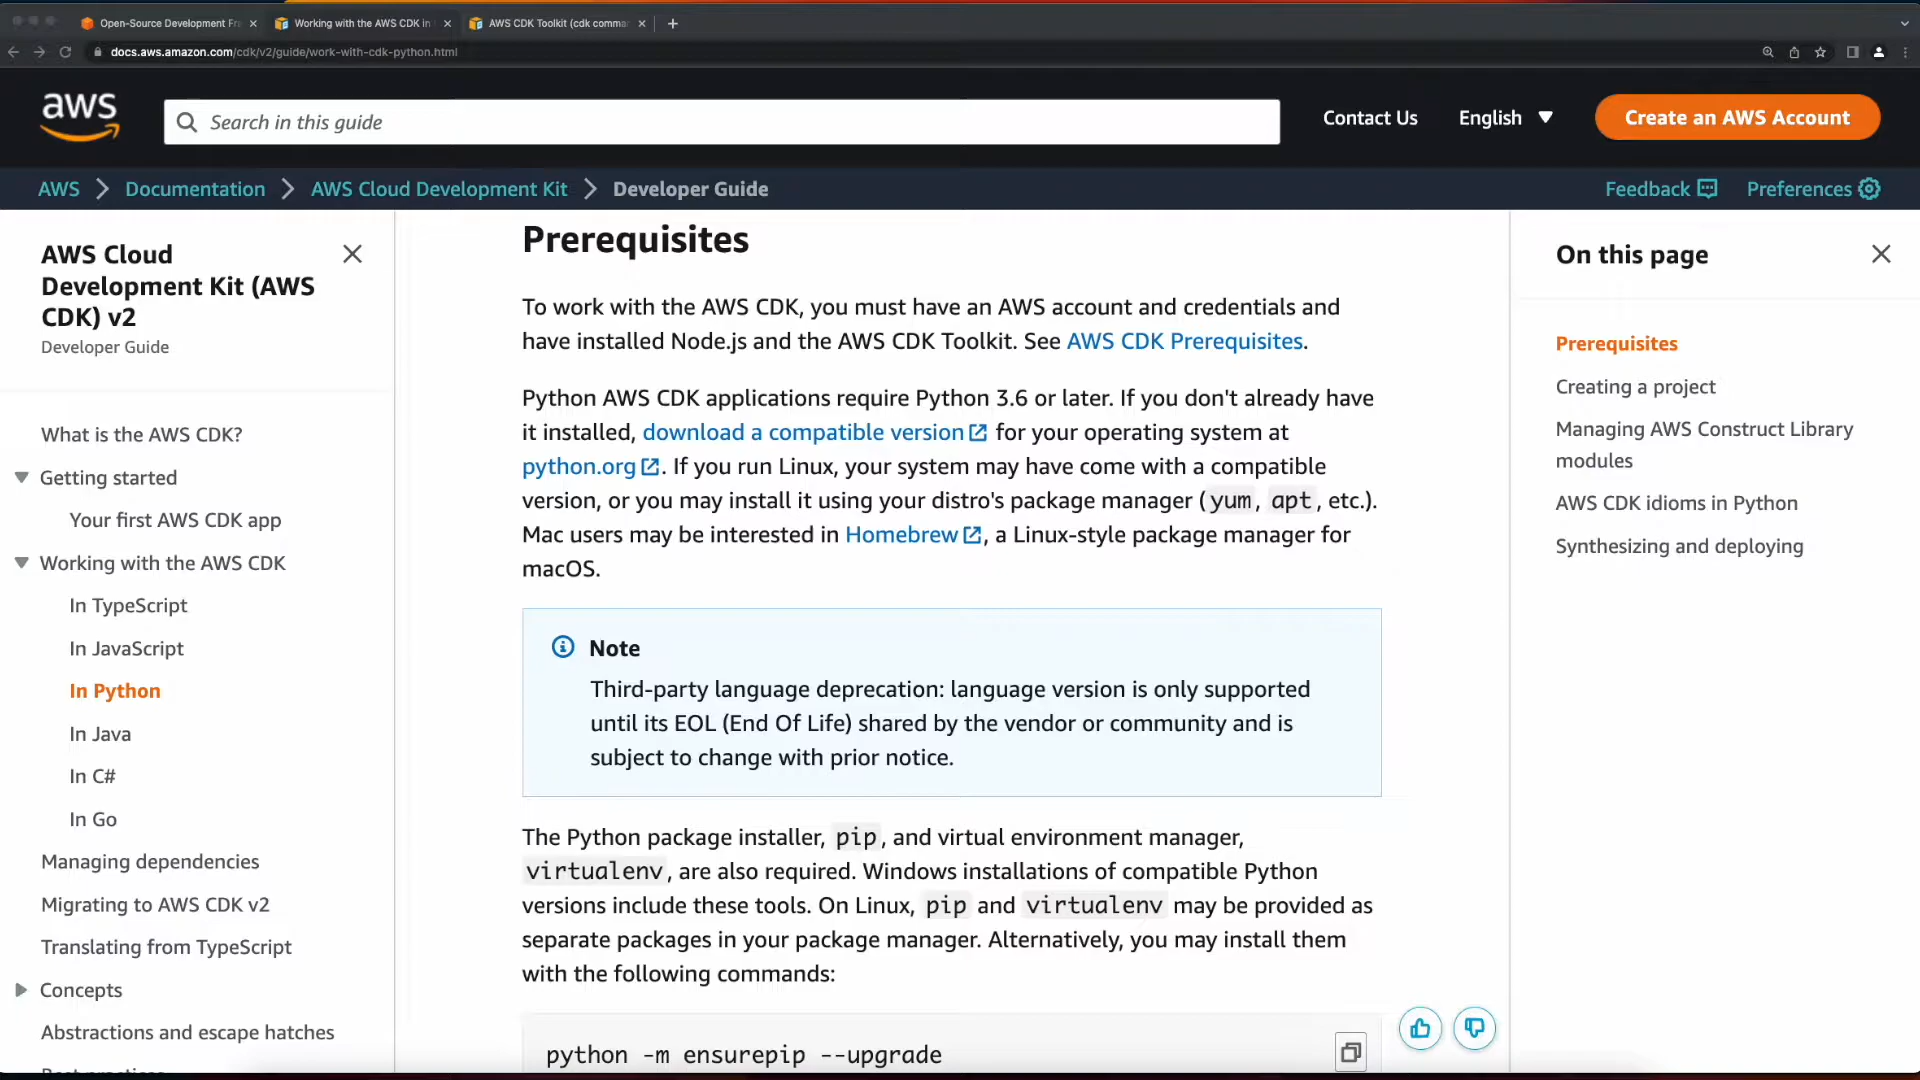 Open-Source Development Fr
Working with the AWS CDK in
AWS CDK Toolkit (cdk comma
docs.aws.amazon.com/cdk/v2/guide/work-with-cdk-python.html
aws
Search in this guide
Contact Us
English
Create an AWS Account
AWS
Documentation
AWS Cloud Development Kit
Developer Guide
Feedback
Preferences
AWS Cloud
Development Kit (AWS
CDK) v2
Developer Guide
What is the AWS CDK?
Getting started
Your first AWS CDK app
Working with the AWS CDK
In TypeScript
In JavaScript
In Python
In Java
In C#
In Go
Managing dependencies
Migrating to AWS CDK v2
Translating from TypeScript
Concepts
Abstractions and escape hatches
Prerequisites
To work with the AWS CDK, you must have an AWS account and credentials and
have installed Node.js and the AWS CDK Toolkit. See AWS CDK Prerequisites.
Python AWS CDK applications require Python 3.6 or later. If you don't already have
it installed, download a compatible version for your operating system at
python.org. If you run Linux, your system may have come with a compatible
version, or you may install it using your distro's package manager (yum, apt, etc.).
Mac users may be interested in Homebrew, a Linux-style package manager for
macOS.
Note
Third-party language deprecation: language version is only supported
until its EOL (End Of Life) shared by the vendor or community and is
subject to change with prior notice.
The Python package installer, pip, and virtual environment manager,
virtualenv, are also required. Windows installations of compatible Python
versions include these tools. On Linux, pip and virtualenv may be provided as
separate packages in your package manager. Alternatively, you may install them
with the following commands:
python -m ensurepip --upgrade
On this page
Prerequisites
Creating a project
Managing AWS Construct Library
modules
AWS CDK idioms in Python
Synthesizing and deploying